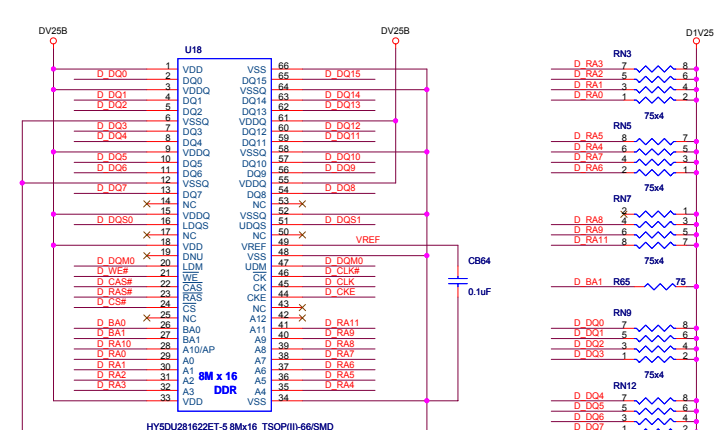 DV25B DV25B D1V25
U18
1 VDD VSS 66
D_DQ0 2 DQ0 DQ15 65 D_DQ15
3 VDDQ VSSQ 64
D_DQ1 4 DQ1 DQ14 63 D_DQ14
D_DQ2 5 DQ2 DQ13 62 D_DQ13
6 VSSQ VDDQ 61
D_DQ3 7 DQ3 DQ12 60 D_DQ12
D_DQ4 8 DQ4 DQ11 59 D_DQ11
9 VDDQ VSSQ 58
D_DQ5 10 DQ5 DQ10 57 D_DQ10
D_DQ6 11 DQ6 DQ9 56 D_DQ9
12 VSSQ VDDQ 55
D_DQ7 13 DQ7 DQ8 54 D_DQ8
14 NC NC 53
15 VDDQ VSSQ 52
D_DQS0 16 LDQS UDQS 51 D_DQS1
17 NC NC 50
18 VDD VREF 49 VREF
19 DNU VSS 48
D_DQM0 20 LDM UDM 47 D_DQM0
D_WE# 21 WE CK 46 D_CLK#
D_CAS# 22 CAS CK 45 D_CLK
D_RAS# 23 RAS CKE 44 D_CKE
D_CS# 24 CS NC 43
25 NC A12 42
D_BA0 26 BA0 A11 41 D_RA11
D_BA1 27 BA1 A9 40 D_RA9
D_RA10 28 A10/AP A8 39 D_RA8
D_RA0 29 A0 A7 38 D_RA7
D_RA1 30 A1 A6 37 D_RA6
D_RA2 31 A2 A5 36 D_RA5
D_RA3 32 A3 A4 35 D_RA4
33 VDD VSS 34
8M x 16
DDR
HY5DU281622ET-5 8Mx16 TSOP(II)-66/SMD
CB64
0.1uF
RN3
D_RA3 7 8
D_RA2 5 6
D_RA1 3 4
D_RA0 1 2
75x4
RN5
D_RA5 8 7
D_RA4 6 5
D_RA7 4 3
D_RA6 2 1
75x4
RN7
2 1
D_RA8 4 3
D_RA9 6 5
D_RA11 8 7
75x4
D_BA1 R65 75
RN9
D_DQ0 7 8
D_DQ1 5 6
D_DQ2 3 4
D_DQ3 1 2
75x4
RN12
D_DQ4 7 8
D_DQ5 5 6
D_DQ6 3 4
D_DQ7 1 2